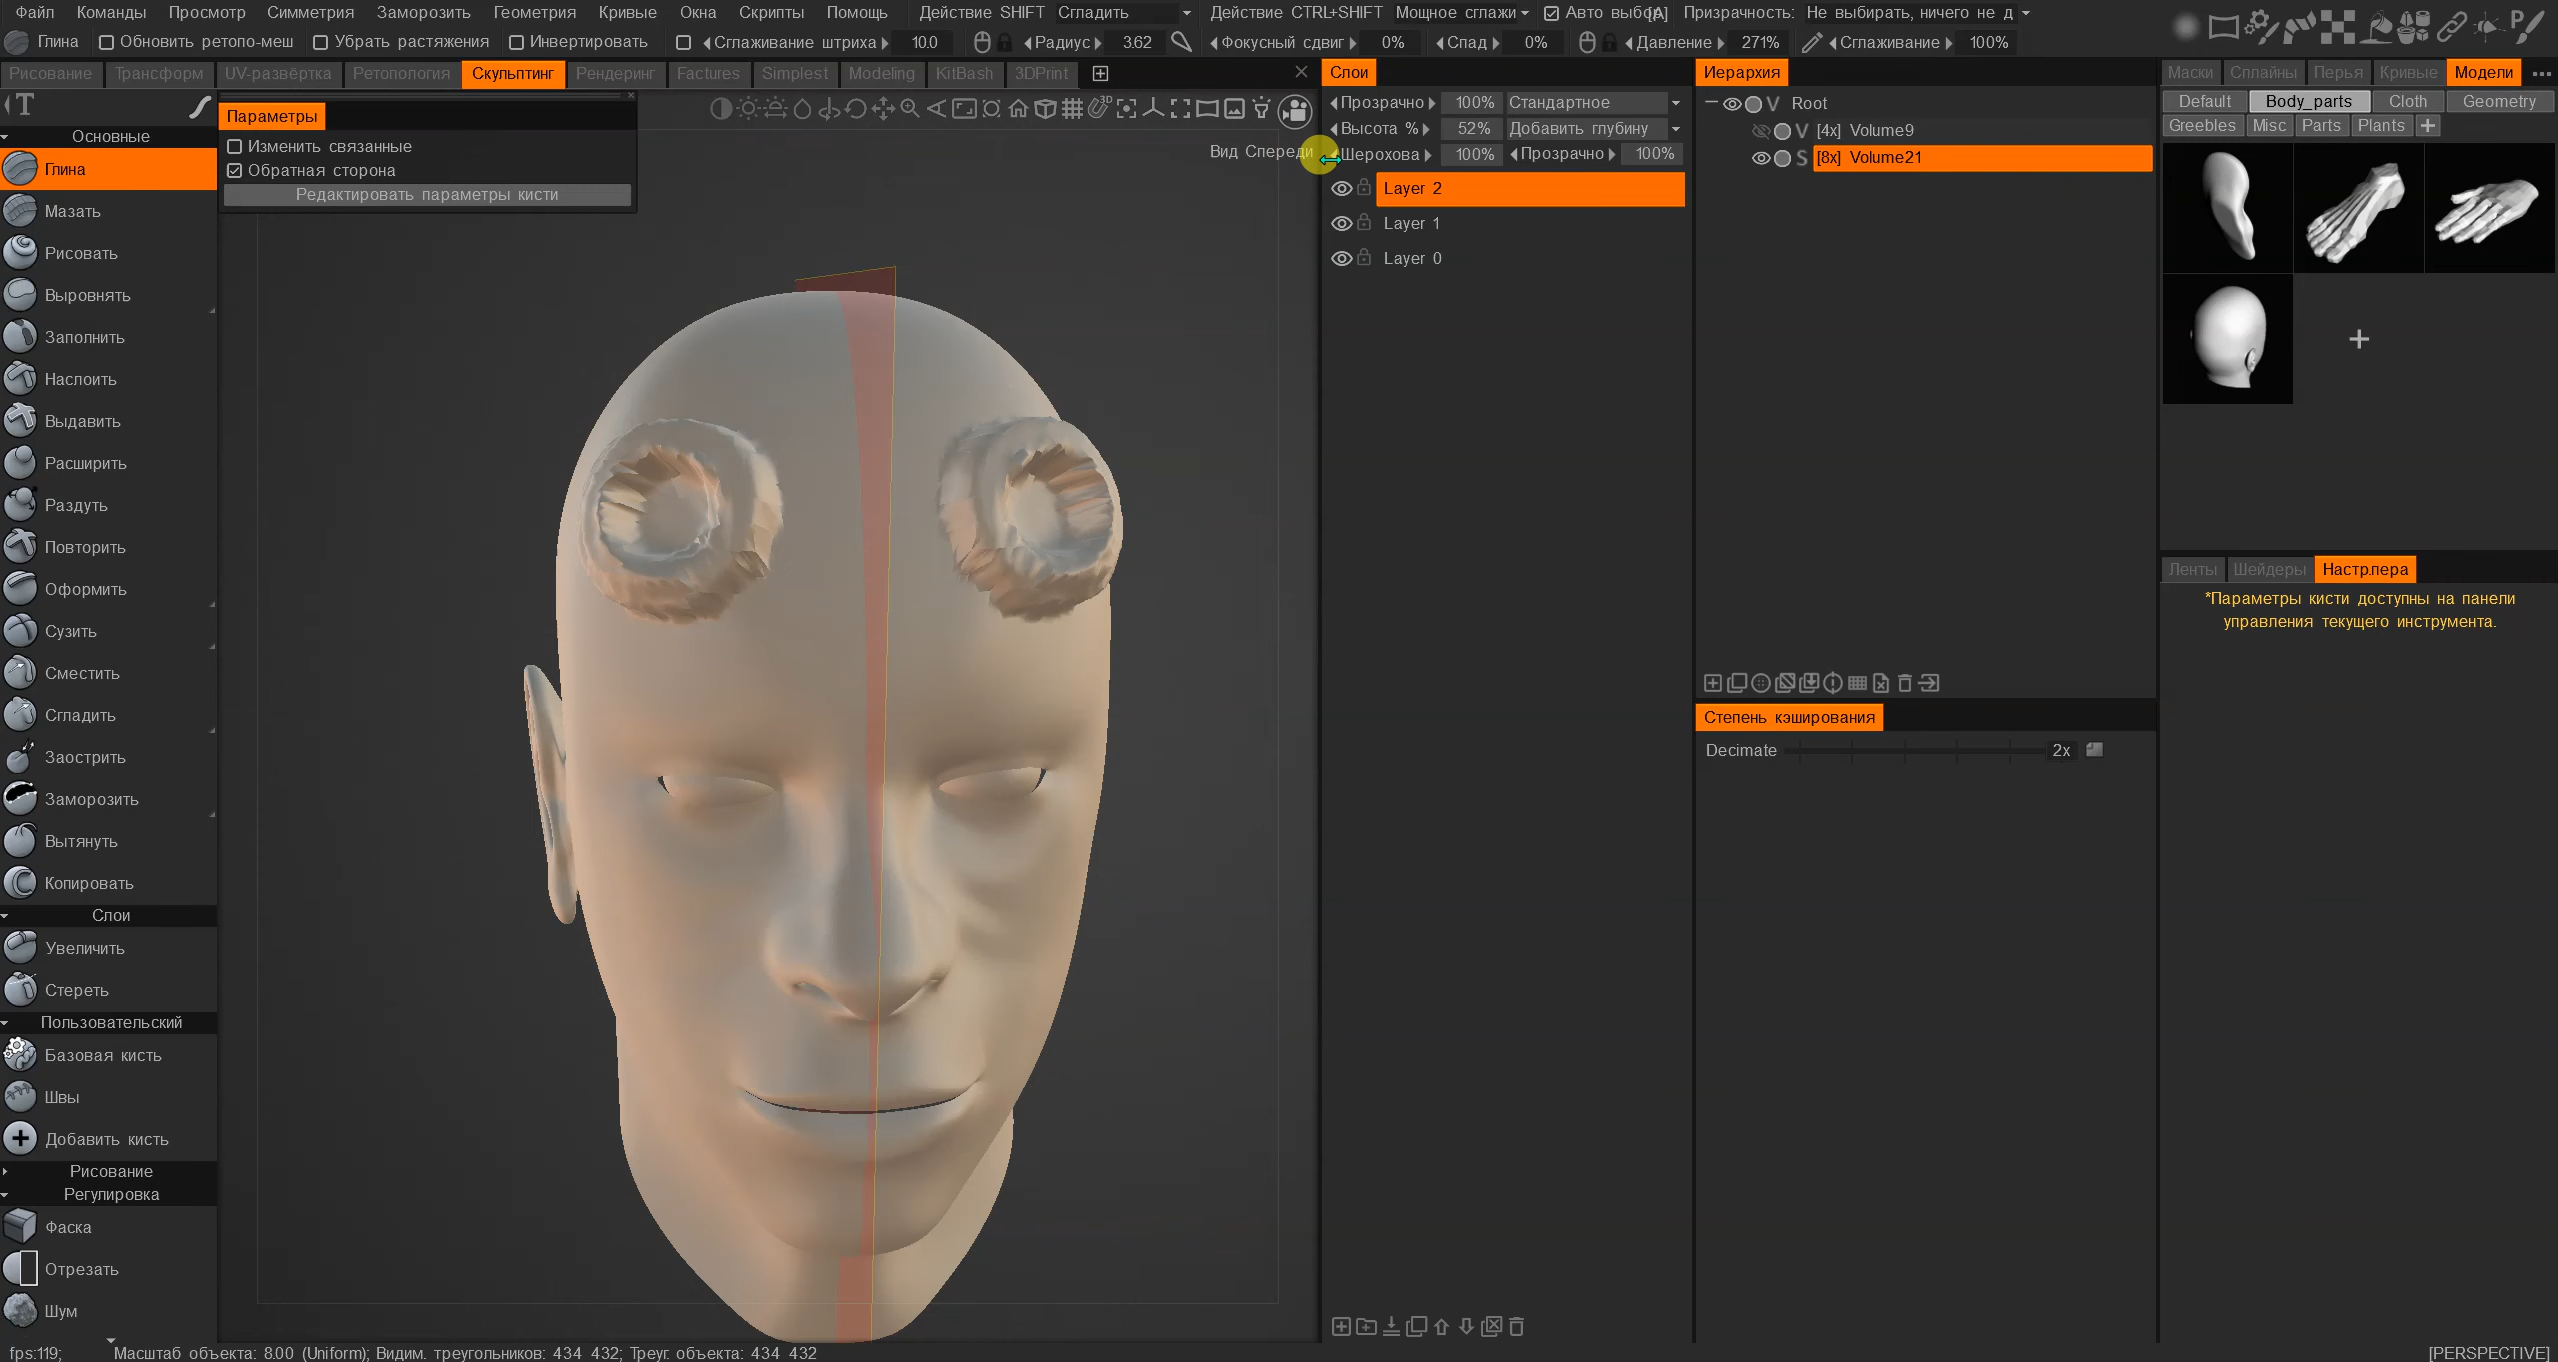 Файл Команды Просмотр Симметрия Заморозить Геометрия Кривые Окна Скрипты Помощь Действие SHIFT Сгладить Действие CTRL+SHIFT Мощное сглажи Авто выбор [A] Призрачность: Не выбирать, ничего не д
Глина Обновить ретопо-меш Убрать растяжения Инвертировать Сглаживание штриха 10.0 Радиус 3.62 Фокусный сдвиг 0% Спад 0% Давление 271% Сглаживание 100%
Рисование Трансформ UV-развёртка Ретопология Скульптинг Рендеринг Factures Simplest Modeling KitBash 3DPrint
Слои
Иерархия
Маски Сплайны Перья Кривые Модели
T
Параметры
Изменить связанные
Обратная сторона
Редактировать параметры кисти
3D
Вид Спереди
Основные
Глина
Мазать
Рисовать
Выровнять
Заполнить
Наслоить
Выдавить
Расширить
Раздуть
Повторить
Оформить
Сузить
Сместить
Сгладить
Заострить
Заморозить
Вытянуть
Копировать
Слои
Увеличить
Стереть
Пользовательский
Базовая кисть
Швы
Добавить кисть
Рисование
Регулировка
Фаска
Отрезать
Шум
Прозрачно 100% Стандартное
Высота % 52% Добавить глубину
Шерохова 100% Прозрачно 100%
Layer 2
Layer 1
Layer 0
V Root
V [4x] Volume9
S [8x] Volume21
Степень кэширования
Decimate 2x
Default Body_parts Cloth Geometry
Greebles Misc Parts Plants
Ленты Шейдеры Настр.пера
*Параметры кисти доступны на панели
управления текущего инструмента.
fps:119; Масштаб объекта: 8.00 (Uniform); Видим. треугольников: 434 432; Треуг. объекта: 434 432
[PERSPECTIVE]